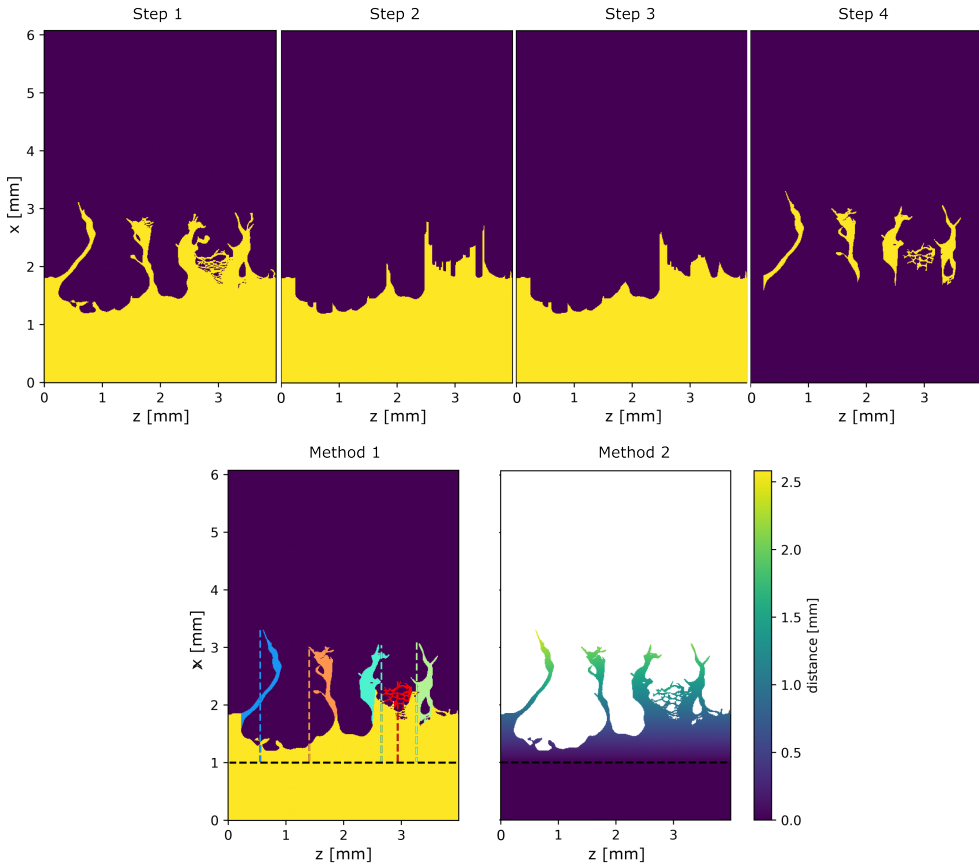 Step 1
Step 2
Step 3
Step 4
6
5
4
3
2
1
0
x [mm]
0 1 2 3
0 1 2 3
0 1 2 3
0 1 2 3
z [mm]
z [mm]
z [mm]
z [mm]
Method 1
Method 2
6
5
4
3
2
1
0
x [mm]
0 1 2 3
0 1 2 3
z [mm]
z [mm]
2.5
2.0
1.5
1.0
0.5
0.0
distance [mm]